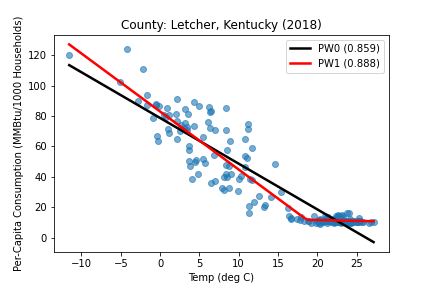 County: Letcher, Kentucky (2018)
PW0 (0.859)
PW1 (0.888)
Per-Capita Consumption (MMBtu/1000 Households)
120
100
80
60
40
20
0
−10 −5 0 5 10 15 20 25
Temp (deg C)